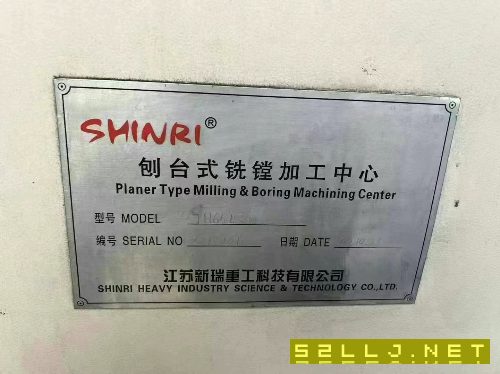 SHINRI®
刨台式铣镗加工中心
Planer Type Milling & Boring Machining Center
型号 MODEL
编号 SERIAL NO 日期 DATE
江苏新瑞重工科技有限公司
SHINRI HEAVY INDUSTRY SCIENCE & TECHNOLOGY CO.,LTD.
52LLJ.NET